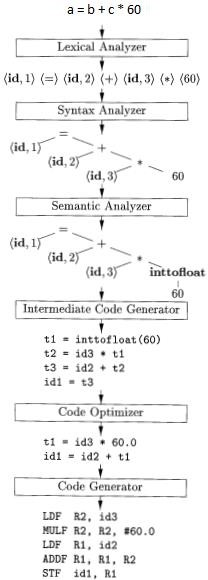 a = b + c * 60
Lexical Analyzer
⟨id, 1⟩ ⟨=⟩ ⟨id, 2⟩ ⟨+⟩ ⟨id, 3⟩ ⟨*⟩ ⟨60⟩
Syntax Analyzer
=
⟨id, 1⟩ +
⟨id, 2⟩ *
⟨id, 3⟩ 60
Semantic Analyzer
=
⟨id, 1⟩ +
⟨id, 2⟩ *
⟨id, 3⟩ inttofloat
60
Intermediate Code Generator
t1 = inttofloat(60)
t2 = id3 * t1
t3 = id2 + t2
id1 = t3
Code Optimizer
t1 = id3 * 60.0
id1 = id2 + t1
Code Generator
LDF R2, id3
MULF R2, R2, #60.0
LDF R1, id2
ADDF R1, R1, R2
STF id1, R1